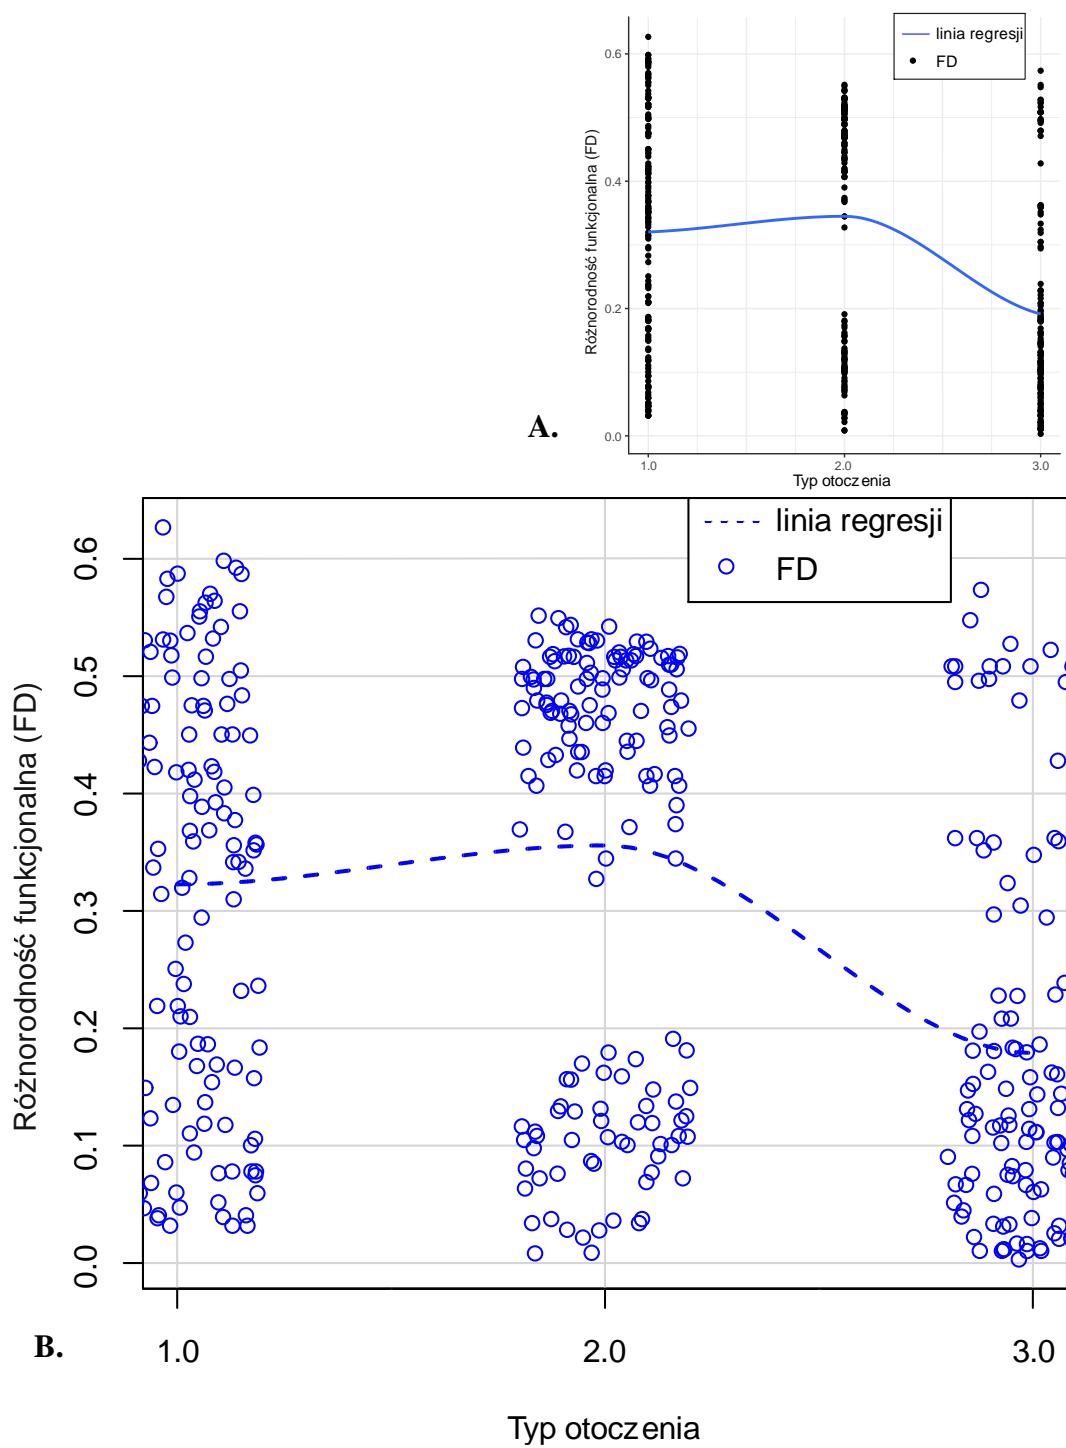 linia regresji
FD
0.6
0.4
0.2
0.0
Różnorodność funkcjonalna (FD)
1.0 2.0 3.0
Typ otoczenia
A.
linia regresji
FD
0.6
0.5
0.4
0.3
0.2
0.1
0.0
Różnorodność funkcjonalna (FD)
B.
1.0 2.0 3.0
Typ otoczenia